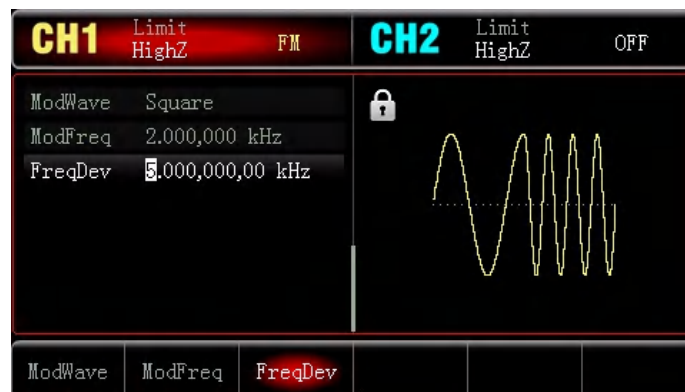 CH1 Limit HighZ FM
CH2 Limit HighZ OFF
ModWave Square
ModFreq 2.000,000 kHz
FreqDev 5.000,000,00 kHz
ModWave ModFreq FreqDev